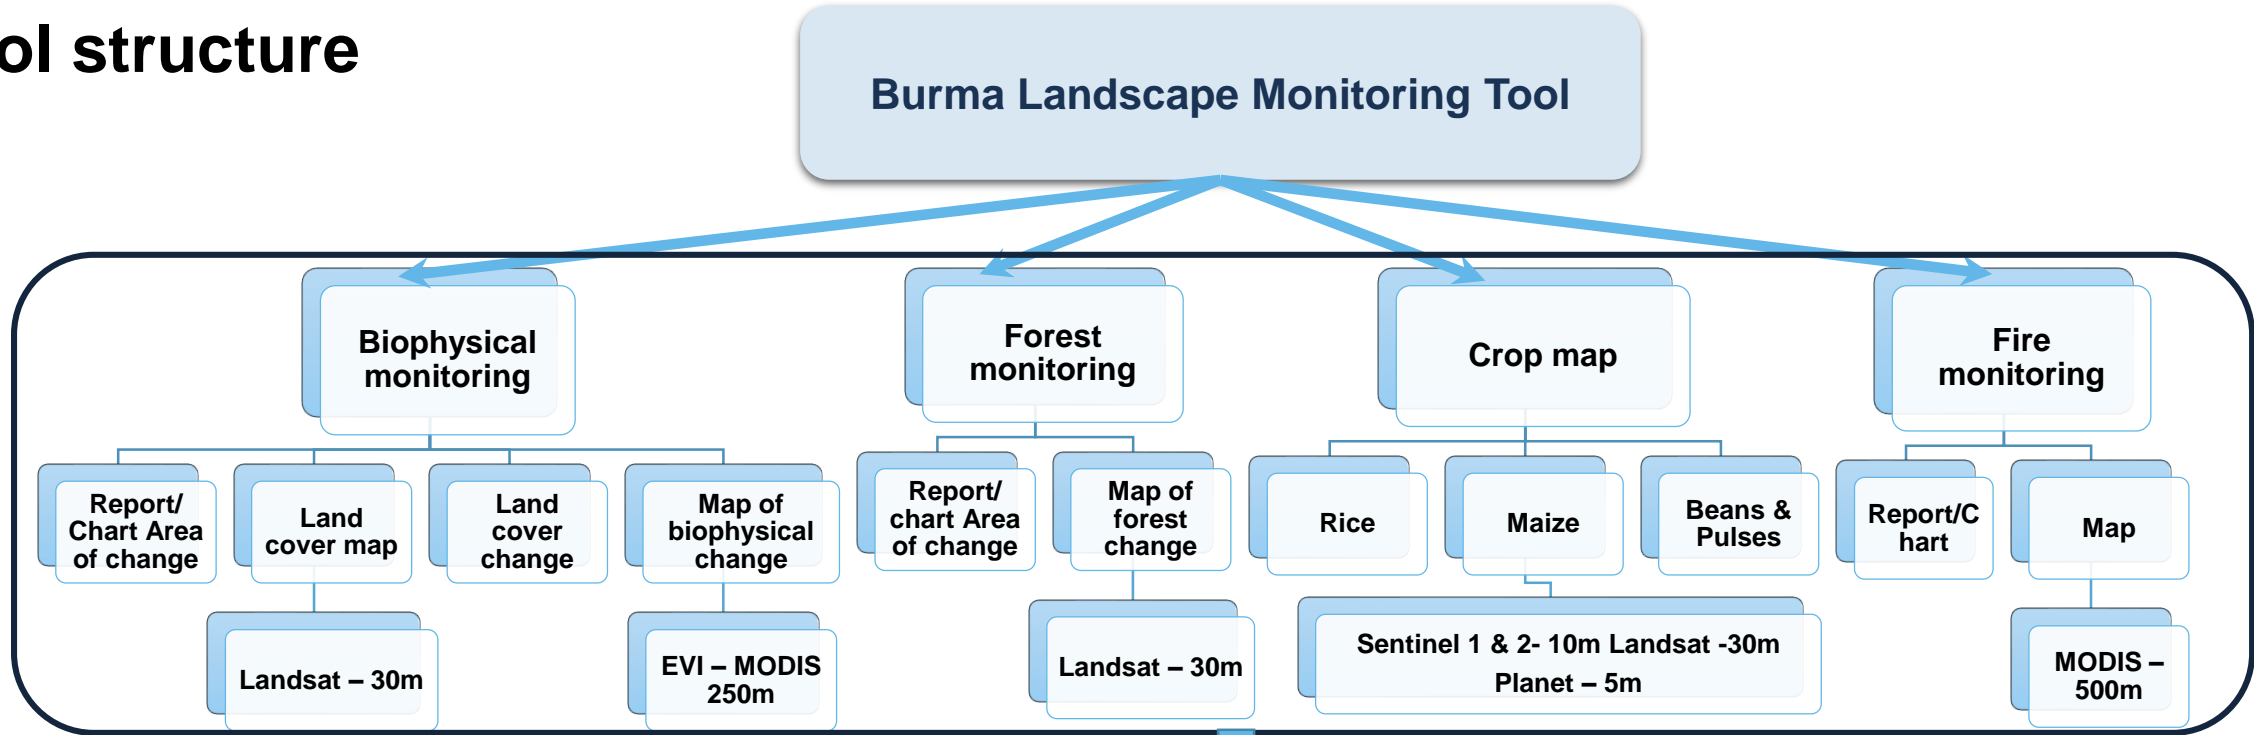 ol structure
Burma Landscape Monitoring Tool
Biophysical
monitoring
Forest
monitoring
Crop map
Fire
monitoring
Report/
Chart Area
of change
Land
cover map
Land
cover
change
Map of
biophysical
change
Report/
chart Area
of change
Map of
forest
change
Rice
Maize
Beans &
Pulses
Report/C
hart
Map
Landsat – 30m
EVI – MODIS
250m
Landsat – 30m
Sentinel 1 & 2- 10m Landsat -30m
Planet – 5m
MODIS –
500m